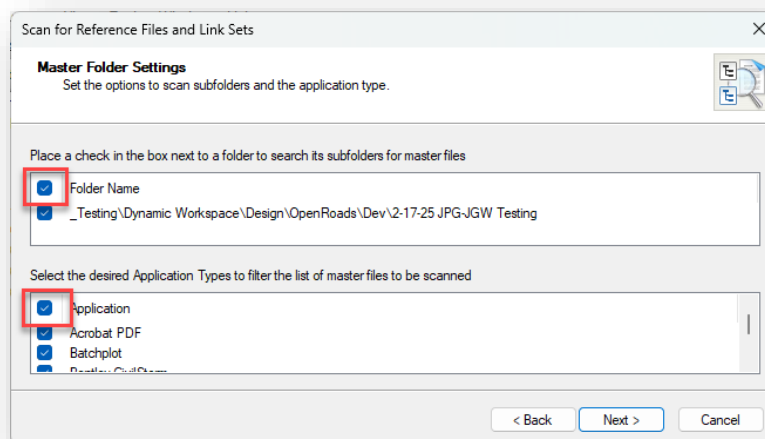 Scan for Reference Files and Link Sets
Master Folder Settings
Set the options to scan subfolders and the application type.
Place a check in the box next to a folder to search its subfolders for master files
Folder Name
_Testing\Dynamic Workspace\Design\OpenRoads\Dev\2-17-25 JPG-JGW Testing
Select the desired Application Types to filter the list of master files to be scanned
Application
Acrobat PDF
Batchplot
Bentley CivilStorm
< Back
Next >
Cancel